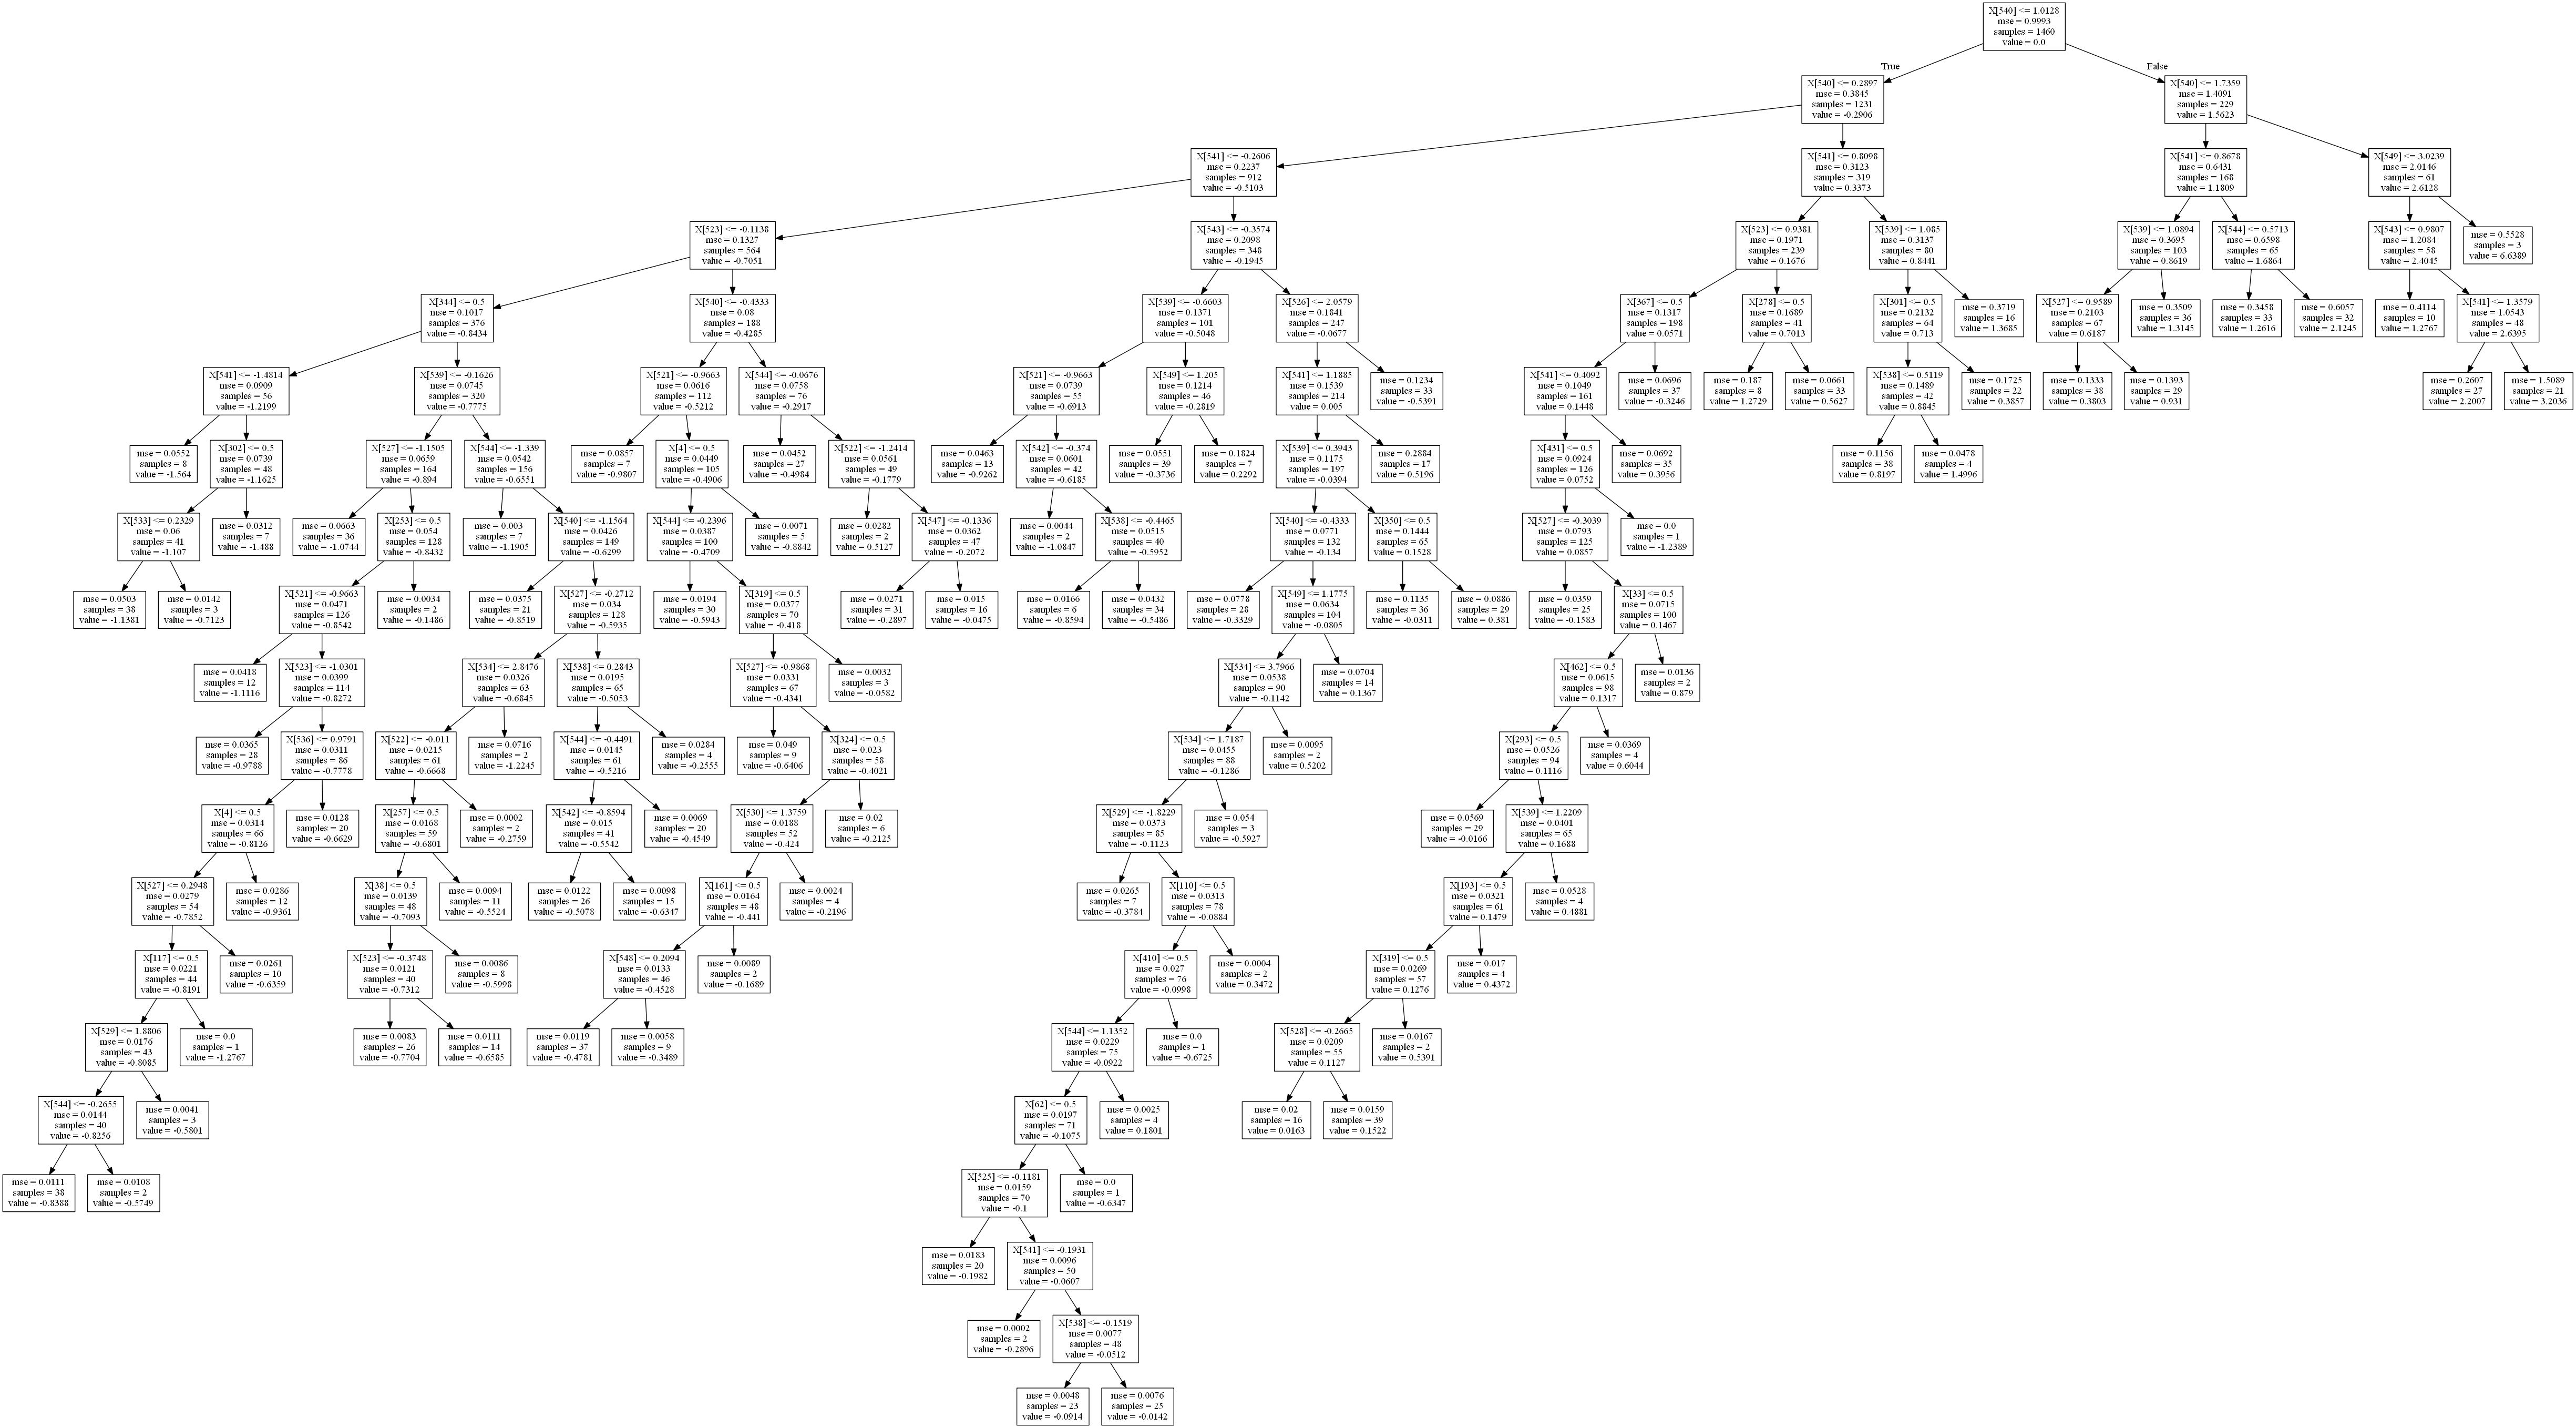 X[540] <= 1.0128
mse = 0.9993
samples = 1460
value = 0.0
True
False
X[540] <= 0.2897
mse = 0.3845
samples = 1231
value = -0.2906
X[540] <= 1.7359
mse = 1.4091
samples = 229
value = 1.5623
X[541] <= -0.2606
mse = 0.2237
samples = 912
value = -0.5103
X[541] <= 0.8098
mse = 0.3123
samples = 319
value = 0.3373
X[541] <= 0.8678
mse = 0.6431
samples = 168
value = 1.1809
X[549] <= 3.0239
mse = 2.0146
samples = 61
value = 2.6128
X[523] <= -0.1138
mse = 0.1327
samples = 564
value = -0.7051
X[543] <= -0.3574
mse = 0.2098
samples = 348
value = -0.1945
X[523] <= 0.9381
mse = 0.1971
samples = 239
value = 0.1676
X[539] <= 1.085
mse = 0.3137
samples = 80
value = 0.8441
X[539] <= 1.0894
mse = 0.3695
samples = 103
value = 0.8619
X[544] <= 0.5713
mse = 0.6598
samples = 65
value = 1.6864
X[543] <= 0.9807
mse = 1.2084
samples = 58
value = 2.4045
mse = 0.5528
samples = 3
value = 6.6389
X[344] <= 0.5
mse = 0.1017
samples = 376
value = -0.8434
X[540] <= -0.4333
mse = 0.08
samples = 188
value = -0.4285
X[539] <= -0.6603
mse = 0.1371
samples = 101
value = -0.5048
X[526] <= 2.0579
mse = 0.1841
samples = 247
value = -0.0677
X[367] <= 0.5
mse = 0.1317
samples = 198
value = 0.0571
X[278] <= 0.5
mse = 0.1689
samples = 41
value = 0.7013
X[301] <= 0.5
mse = 0.2132
samples = 64
value = 0.713
mse = 0.3719
samples = 16
value = 1.3685
X[527] <= 0.9589
mse = 0.2103
samples = 67
value = 0.6187
mse = 0.3509
samples = 36
value = 1.3145
mse = 0.3458
samples = 33
value = 1.2616
mse = 0.6057
samples = 32
value = 2.1245
mse = 0.4114
samples = 10
value = 1.2767
X[541] <= 1.3579
mse = 1.0543
samples = 48
value = 2.6395
X[541] <= -1.4814
mse = 0.0909
samples = 56
value = -1.2199
X[539] <= -0.1626
mse = 0.0745
samples = 320
value = -0.7775
X[521] <= -0.9663
mse = 0.0616
samples = 112
value = -0.5212
X[544] <= -0.0676
mse = 0.0758
samples = 76
value = -0.2917
X[521] <= -0.9663
mse = 0.0739
samples = 55
value = -0.6913
X[549] <= 1.205
mse = 0.1214
samples = 46
value = -0.2819
X[541] <= 1.1885
mse = 0.1539
samples = 214
value = 0.005
mse = 0.1234
samples = 33
value = -0.5391
X[541] <= 0.4092
mse = 0.1049
samples = 161
value = 0.1448
mse = 0.0696
samples = 37
value = -0.3246
mse = 0.187
samples = 8
value = 1.2729
mse = 0.0661
samples = 33
value = 0.5627
X[538] <= 0.5119
mse = 0.1489
samples = 42
value = 0.8845
mse = 0.1725
samples = 22
value = 0.3857
mse = 0.1333
samples = 38
value = 0.3803
mse = 0.1393
samples = 29
value = 0.931
mse = 0.2607
samples = 27
value = 2.2007
mse = 1.5089
samples = 21
value = 3.2036
mse = 0.0552
samples = 8
value = -1.564
X[302] <= 0.5
mse = 0.0739
samples = 48
value = -1.1625
X[527] <= -1.1505
mse = 0.0659
samples = 164
value = -0.894
X[544] <= -1.339
mse = 0.0542
samples = 156
value = -0.6551
mse = 0.0857
samples = 7
value = -0.9807
X[4] <= 0.5
mse = 0.0449
samples = 105
value = -0.4906
mse = 0.0452
samples = 27
value = -0.4984
X[522] <= -1.2414
mse = 0.0561
samples = 49
value = -0.1779
mse = 0.0463
samples = 13
value = -0.9262
X[542] <= -0.374
mse = 0.0601
samples = 42
value = -0.6185
mse = 0.0551
samples = 39
value = -0.3736
mse = 0.1824
samples = 7
value = 0.2292
X[539] <= 0.3943
mse = 0.1175
samples = 197
value = -0.0394
mse = 0.2884
samples = 17
value = 0.5196
X[431] <= 0.5
mse = 0.0924
samples = 126
value = 0.0752
mse = 0.0692
samples = 35
value = 0.3956
mse = 0.1156
samples = 38
value = 0.8197
mse = 0.0478
samples = 4
value = 1.4996
X[533] <= 0.2329
mse = 0.06
samples = 41
value = -1.107
mse = 0.0312
samples = 7
value = -1.488
mse = 0.0663
samples = 36
value = -1.0744
X[253] <= 0.5
mse = 0.054
samples = 128
value = -0.8432
mse = 0.003
samples = 7
value = -1.1905
X[540] <= -1.1564
mse = 0.0426
samples = 149
value = -0.6299
X[544] <= -0.2396
mse = 0.0387
samples = 100
value = -0.4709
mse = 0.0071
samples = 5
value = -0.8842
mse = 0.0282
samples = 2
value = 0.5127
X[547] <= -0.1336
mse = 0.0362
samples = 47
value = -0.2072
mse = 0.0044
samples = 2
value = -1.0847
X[538] <= -0.4465
mse = 0.0515
samples = 40
value = -0.5952
X[540] <= -0.4333
mse = 0.0771
samples = 132
value = -0.134
X[350] <= 0.5
mse = 0.1444
samples = 65
value = 0.1528
X[527] <= -0.3039
mse = 0.0793
samples = 125
value = 0.0857
mse = 0.0
samples = 1
value = -1.2389
mse = 0.0503
samples = 38
value = -1.1381
mse = 0.0142
samples = 3
value = -0.7123
X[521] <= -0.9663
mse = 0.0471
samples = 126
value = -0.8542
mse = 0.0034
samples = 2
value = -0.1486
mse = 0.0375
samples = 21
value = -0.8519
X[527] <= -0.2712
mse = 0.034
samples = 128
value = -0.5935
mse = 0.0194
samples = 30
value = -0.5943
X[319] <= 0.5
mse = 0.0377
samples = 70
value = -0.418
mse = 0.0271
samples = 31
value = -0.2897
mse = 0.015
samples = 16
value = -0.0475
mse = 0.0166
samples = 6
value = -0.8594
mse = 0.0432
samples = 34
value = -0.5486
mse = 0.0778
samples = 28
value = -0.3329
X[549] <= 1.1775
mse = 0.0634
samples = 104
value = -0.0805
mse = 0.1135
samples = 36
value = -0.0311
mse = 0.0886
samples = 29
value = 0.381
mse = 0.0359
samples = 25
value = -0.1583
X[33] <= 0.5
mse = 0.0715
samples = 100
value = 0.1467
mse = 0.0418
samples = 12
value = -1.1116
X[523] <= -1.0301
mse = 0.0399
samples = 114
value = -0.8272
X[534] <= 2.8476
mse = 0.0326
samples = 63
value = -0.6845
X[538] <= 0.2843
mse = 0.0195
samples = 65
value = -0.5053
X[527] <= -0.9868
mse = 0.0331
samples = 67
value = -0.4341
mse = 0.0032
samples = 3
value = -0.0582
X[534] <= 3.7966
mse = 0.0538
samples = 90
value = -0.1142
mse = 0.0704
samples = 14
value = 0.1367
X[462] <= 0.5
mse = 0.0615
samples = 98
value = 0.1317
mse = 0.0136
samples = 2
value = 0.879
mse = 0.0365
samples = 28
value = -0.9788
X[536] <= 0.9791
mse = 0.0311
samples = 86
value = -0.7778
X[522] <= -0.011
mse = 0.0215
samples = 61
value = -0.6668
mse = 0.0716
samples = 2
value = -1.2245
X[544] <= -0.4491
mse = 0.0145
samples = 61
value = -0.5216
mse = 0.0284
samples = 4
value = -0.2555
mse = 0.049
samples = 9
value = -0.6406
X[324] <= 0.5
mse = 0.023
samples = 58
value = -0.4021
X[534] <= 1.7187
mse = 0.0455
samples = 88
value = -0.1286
mse = 0.0095
samples = 2
value = 0.5202
X[293] <= 0.5
mse = 0.0526
samples = 94
value = 0.1116
mse = 0.0369
samples = 4
value = 0.6044
X[4] <= 0.5
mse = 0.0314
samples = 66
value = -0.8126
mse = 0.0128
samples = 20
value = -0.6629
X[257] <= 0.5
mse = 0.0168
samples = 59
value = -0.6801
mse = 0.0002
samples = 2
value = -0.2759
X[542] <= -0.8594
mse = 0.015
samples = 41
value = -0.5542
mse = 0.0069
samples = 20
value = -0.4549
X[530] <= 1.3759
mse = 0.0188
samples = 52
value = -0.424
mse = 0.02
samples = 6
value = -0.2125
X[529] <= -1.8229
mse = 0.0373
samples = 85
value = -0.1123
mse = 0.054
samples = 3
value = -0.5927
mse = 0.0569
samples = 29
value = -0.0166
X[539] <= 1.2209
mse = 0.0401
samples = 65
value = 0.1688
X[527] <= 0.2948
mse = 0.0279
samples = 54
value = -0.7852
mse = 0.0286
samples = 12
value = -0.9361
X[38] <= 0.5
mse = 0.0139
samples = 48
value = -0.7093
mse = 0.0094
samples = 11
value = -0.5524
mse = 0.0122
samples = 26
value = -0.5078
mse = 0.0098
samples = 15
value = -0.6347
X[161] <= 0.5
mse = 0.0164
samples = 48
value = -0.441
mse = 0.0024
samples = 4
value = -0.2196
mse = 0.0265
samples = 7
value = -0.3784
X[110] <= 0.5
mse = 0.0313
samples = 78
value = -0.0884
X[193] <= 0.5
mse = 0.0321
samples = 61
value = 0.1479
mse = 0.0528
samples = 4
value = 0.4881
X[117] <= 0.5
mse = 0.0221
samples = 44
value = -0.8191
mse = 0.0261
samples = 10
value = -0.6359
X[523] <= -0.3748
mse = 0.0121
samples = 40
value = -0.7312
mse = 0.0086
samples = 8
value = -0.5998
X[548] <= 0.2094
mse = 0.0133
samples = 46
value = -0.4528
mse = 0.0089
samples = 2
value = -0.1689
X[410] <= 0.5
mse = 0.027
samples = 76
value = -0.0998
mse = 0.0004
samples = 2
value = 0.3472
X[319] <= 0.5
mse = 0.0269
samples = 57
value = 0.1276
mse = 0.017
samples = 4
value = 0.4372
X[529] <= 1.8806
mse = 0.0176
samples = 43
value = -0.8085
mse = 0.0
samples = 1
value = -1.2767
mse = 0.0083
samples = 26
value = -0.7704
mse = 0.0111
samples = 14
value = -0.6585
mse = 0.0119
samples = 37
value = -0.4781
mse = 0.0058
samples = 9
value = -0.3489
X[544] <= 1.1352
mse = 0.0229
samples = 75
value = -0.0922
mse = 0.0
samples = 1
value = -0.6725
X[528] <= -0.2665
mse = 0.0209
samples = 55
value = 0.1127
mse = 0.0167
samples = 2
value = 0.5391
X[544] <= -0.2655
mse = 0.0144
samples = 40
value = -0.8256
mse = 0.0041
samples = 3
value = -0.5801
X[62] <= 0.5
mse = 0.0197
samples = 71
value = -0.1075
mse = 0.0025
samples = 4
value = 0.1801
mse = 0.02
samples = 16
value = 0.0163
mse = 0.0159
samples = 39
value = 0.1522
mse = 0.0111
samples = 38
value = -0.8388
mse = 0.0108
samples = 2
value = -0.5749
X[525] <= -0.1181
mse = 0.0159
samples = 70
value = -0.1
mse = 0.0
samples = 1
value = -0.6347
mse = 0.0183
samples = 20
value = -0.1982
X[541] <= -0.1931
mse = 0.0096
samples = 50
value = -0.0607
mse = 0.0002
samples = 2
value = -0.2896
X[538] <= -0.1519
mse = 0.0077
samples = 48
value = -0.0512
mse = 0.0048
samples = 23
value = -0.0914
mse = 0.0076
samples = 25
value = -0.0142